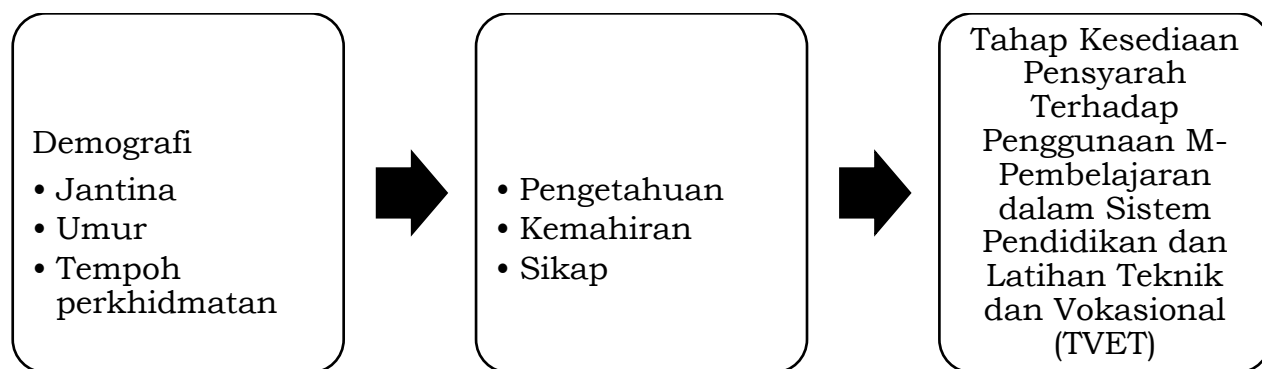 Demografi
• Jantina
• Umur
• Tempoh
perkhidmatan
• Pengetahuan
• Kemahiran
• Sikap
Tahap Kesediaan
Pensyarah
Terhadap
Penggunaan M-
Pembelajaran
dalam Sistem
Pendidikan dan
Latihan Teknik
dan Vokasional
(TVET)